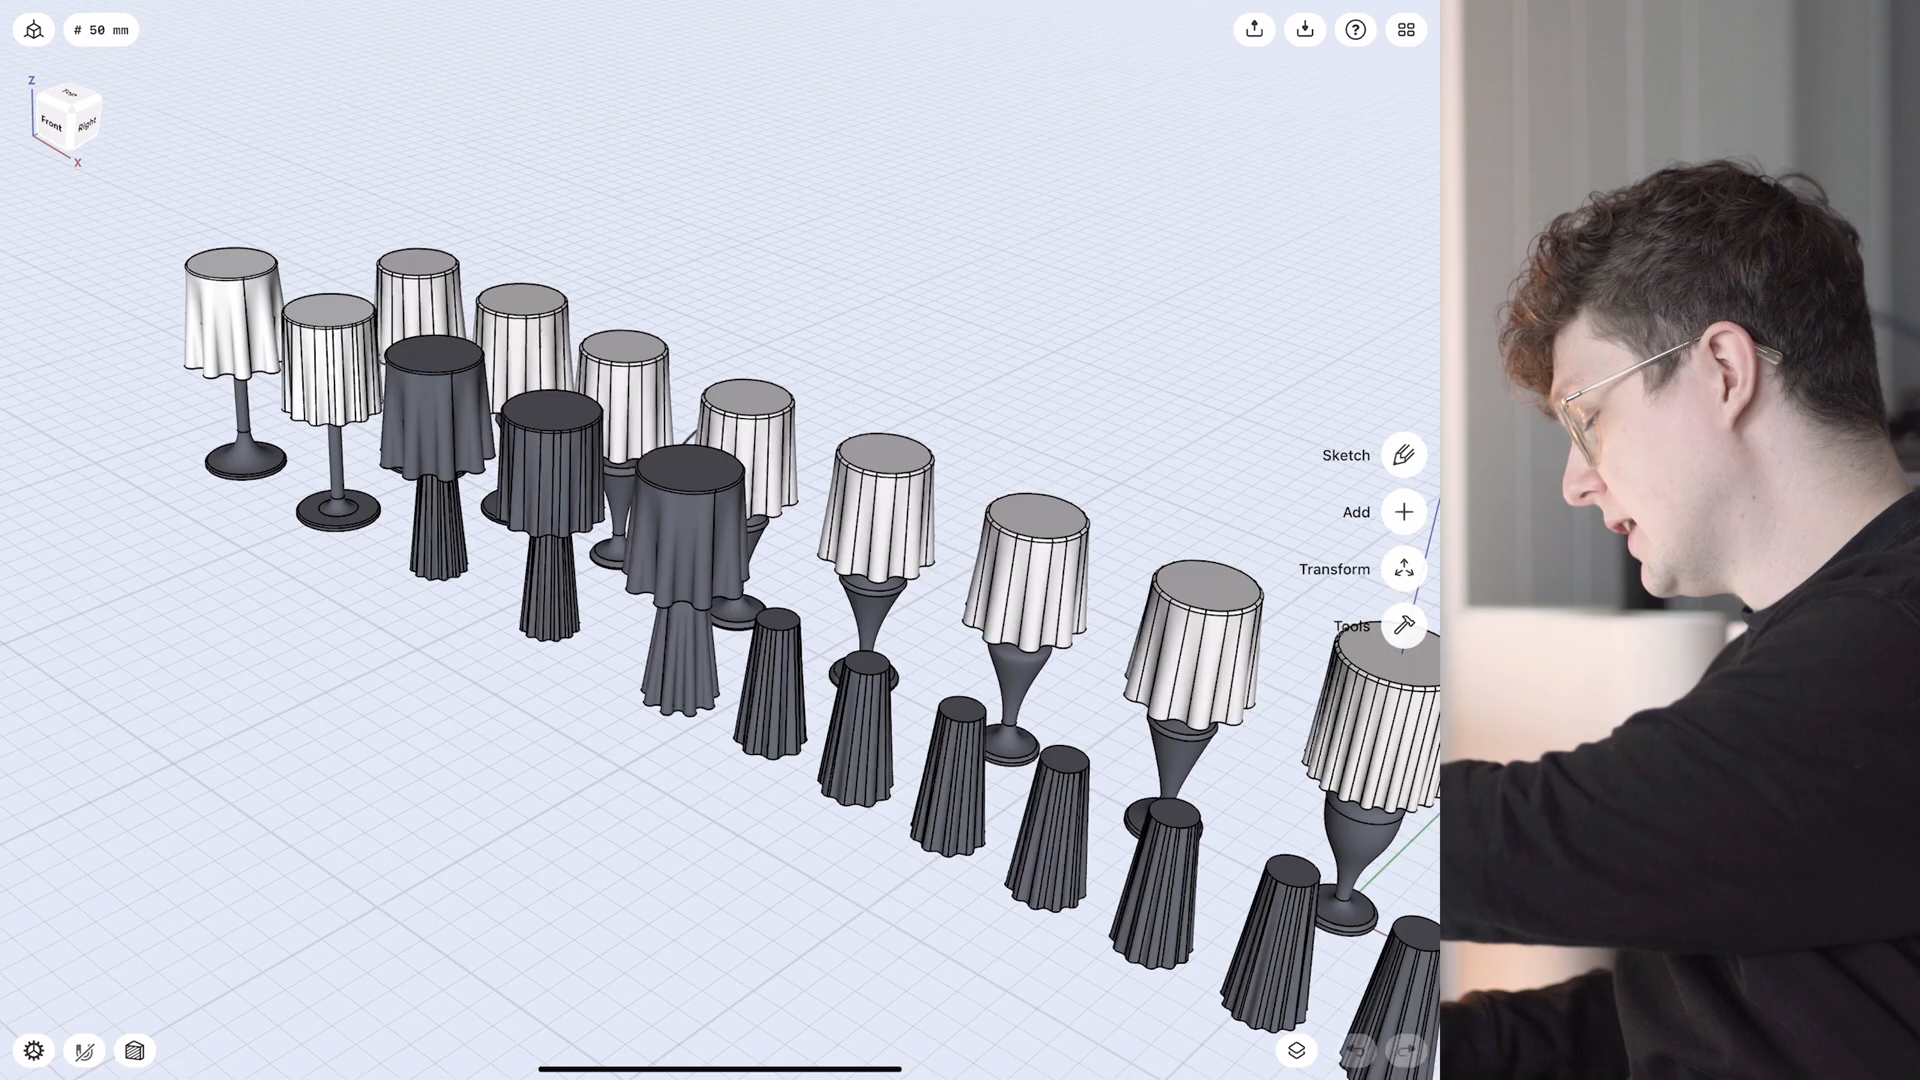 # 50 mm
Z
Top
Front
Right
X
Sketch
Add
Transform
Tools